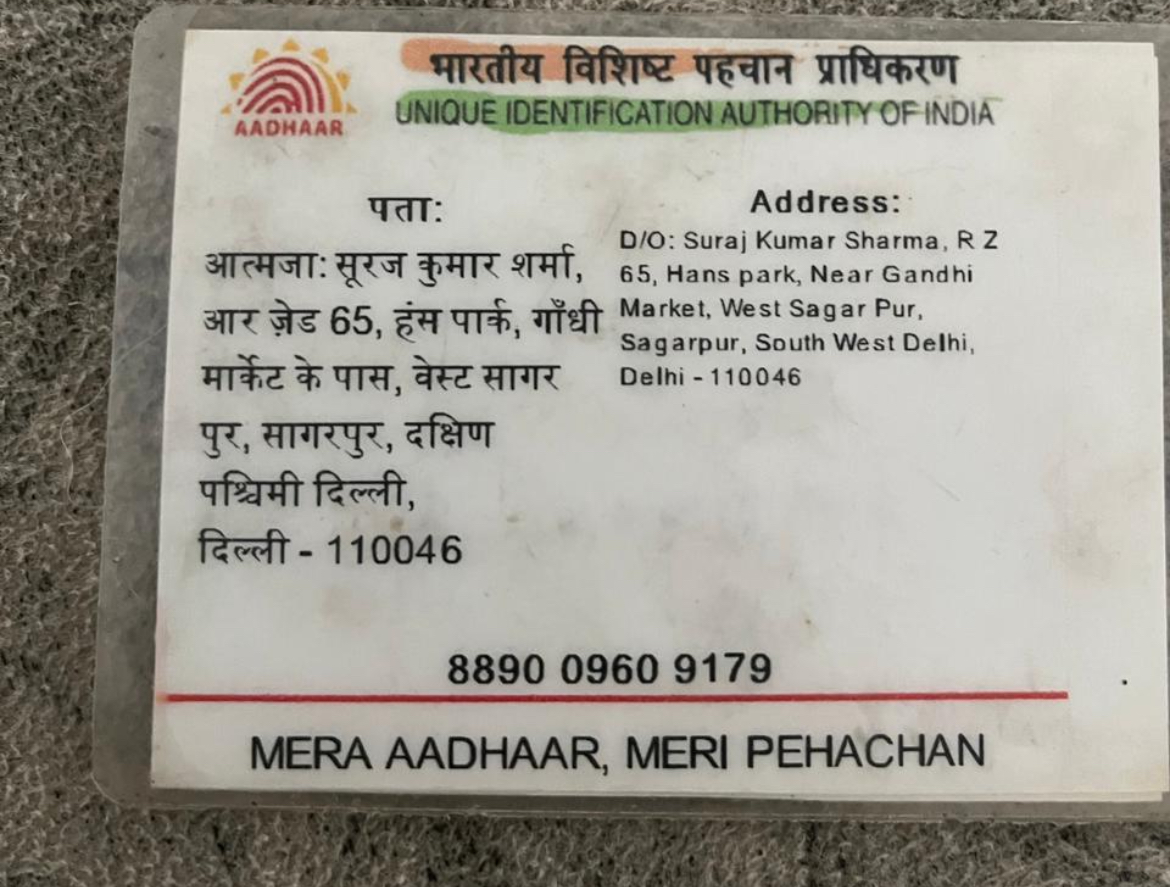 AADHAAR
भारतीय विशिष्ट पहचान प्राधिकरण
UNIQUE IDENTIFICATION AUTHORITY OF INDIA
पता:
आत्मजा: सूरज कुमार शर्मा,
आर ज़ेड 65, हंस पार्क, गाँधी
मार्केट के पास, वेस्ट सागर
पुर, सागरपुर, दक्षिण
पश्चिमी दिल्ली,
दिल्ली - 110046
Address:
D/O: Suraj Kumar Sharma, R Z
65, Hans park, Near Gandhi
Market, West Sagar Pur,
Sagarpur, South West Delhi,
Delhi - 110046
8890 0960 9179
MERA AADHAAR, MERI PEHACHAN